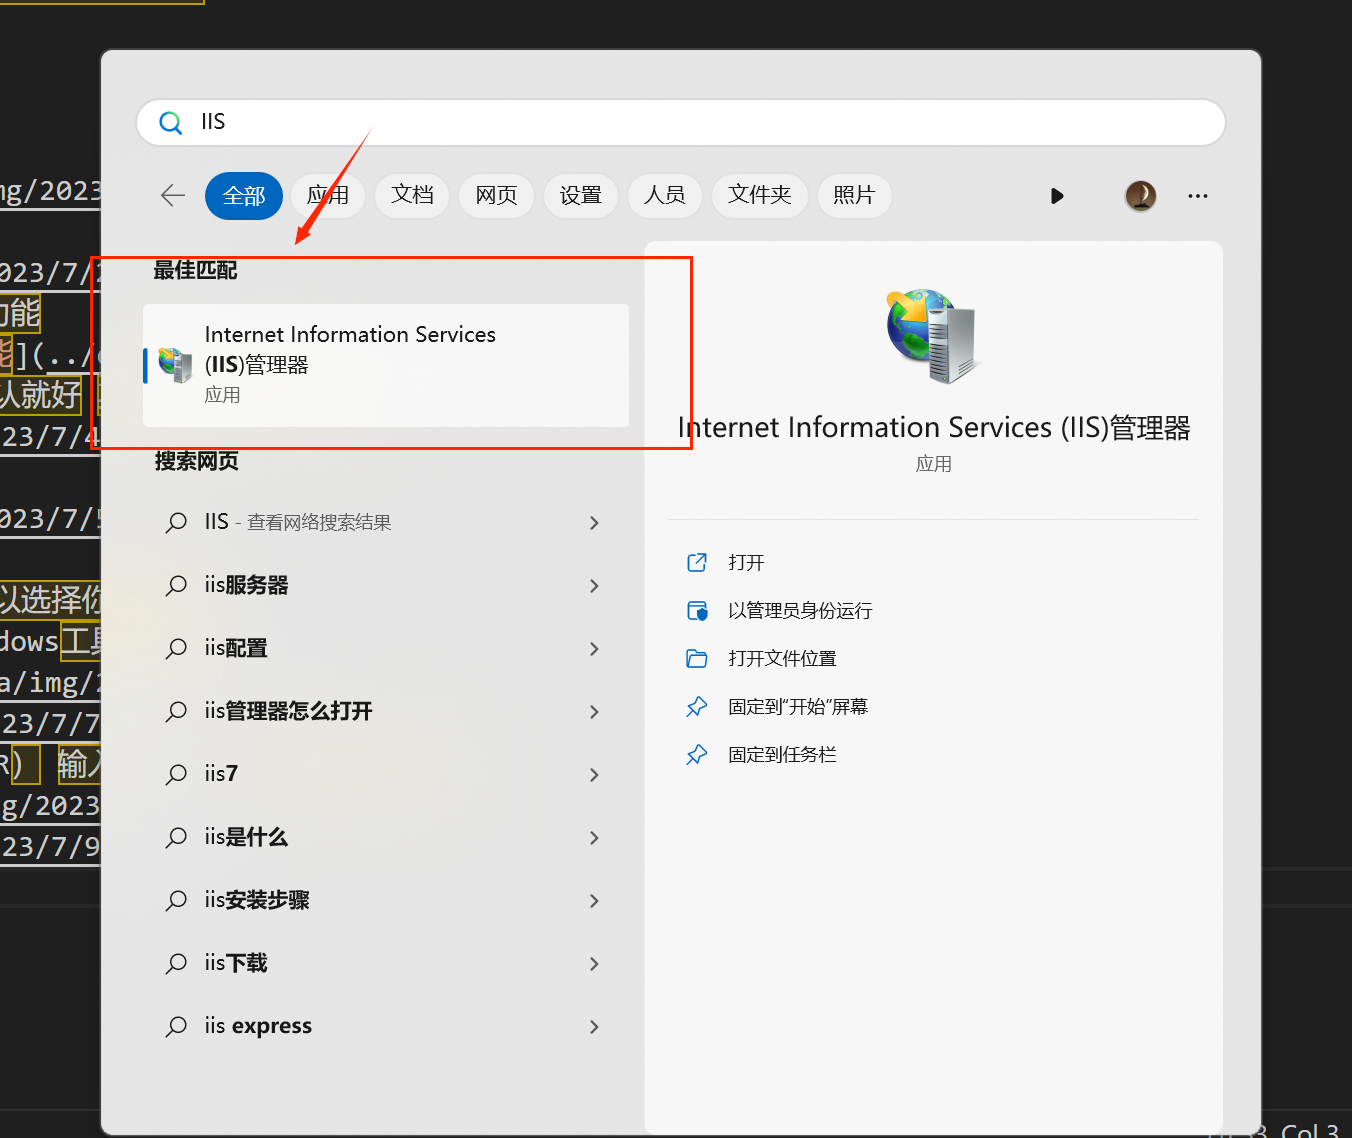 IIS
全部
应用
文档
网页
设置
人员
文件夹
照片
最佳匹配
Internet Information Services
(IIS)管理器
应用
搜索网页
IIS - 查看网络搜索结果
iis服务器
iis配置
iis管理器怎么打开
iis7
iis是什么
iis安装步骤
iis下载
iis express
Internet Information Services (IIS)管理器
应用
打开
以管理员身份运行
打开文件位置
固定到"开始"屏幕
固定到任务栏
ng/2023
023/7/2
功能
能](../
认就好
23/7/4
023/7/5
以选择你
dows工具
a/img/2
23/7/7
R) 输入
g/2023
23/7/9
Col 3